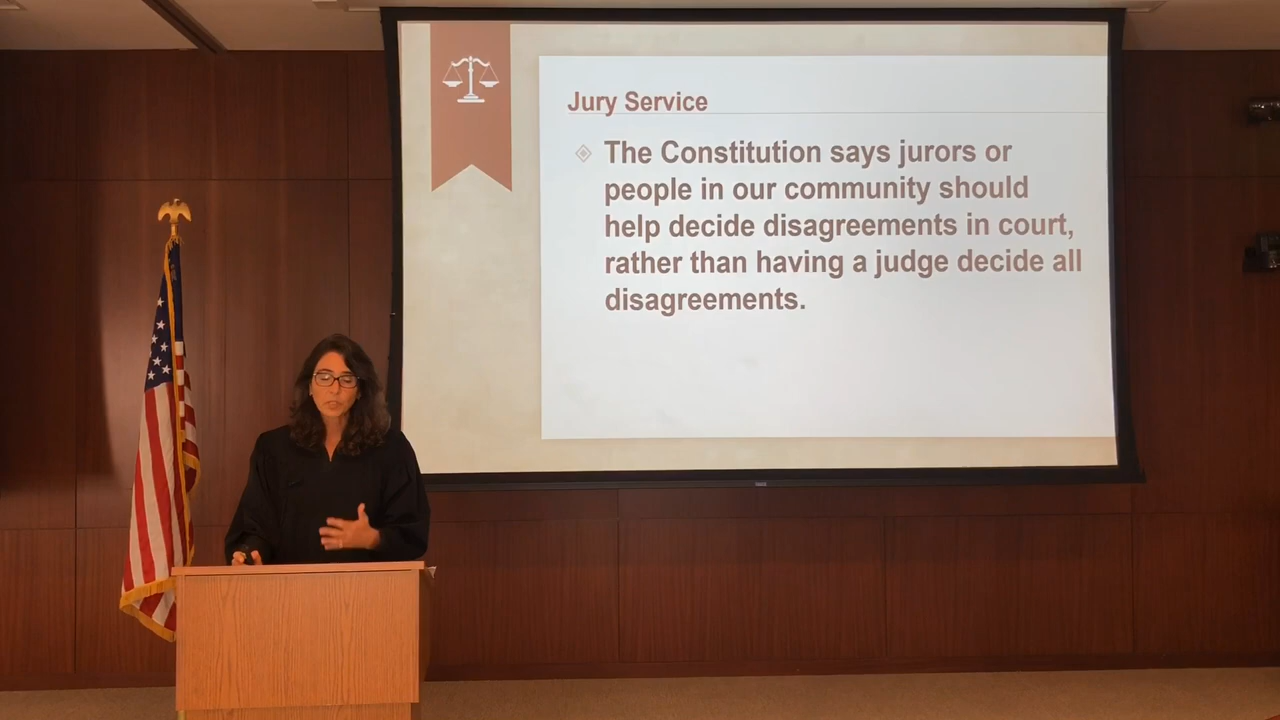 Jury Service
The Constitution says jurors or
people in our community should
help decide disagreements in court,
rather than having a judge decide all
disagreements.